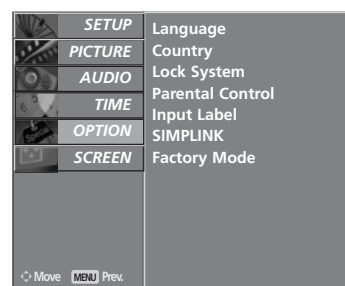 SETUP
PICTURE
AUDIO
TIME
OPTION
SCREEN
Language
Country
Lock System
Parental Control
Input Label
SIMPLINK
Factory Mode
Move MENU Prev.